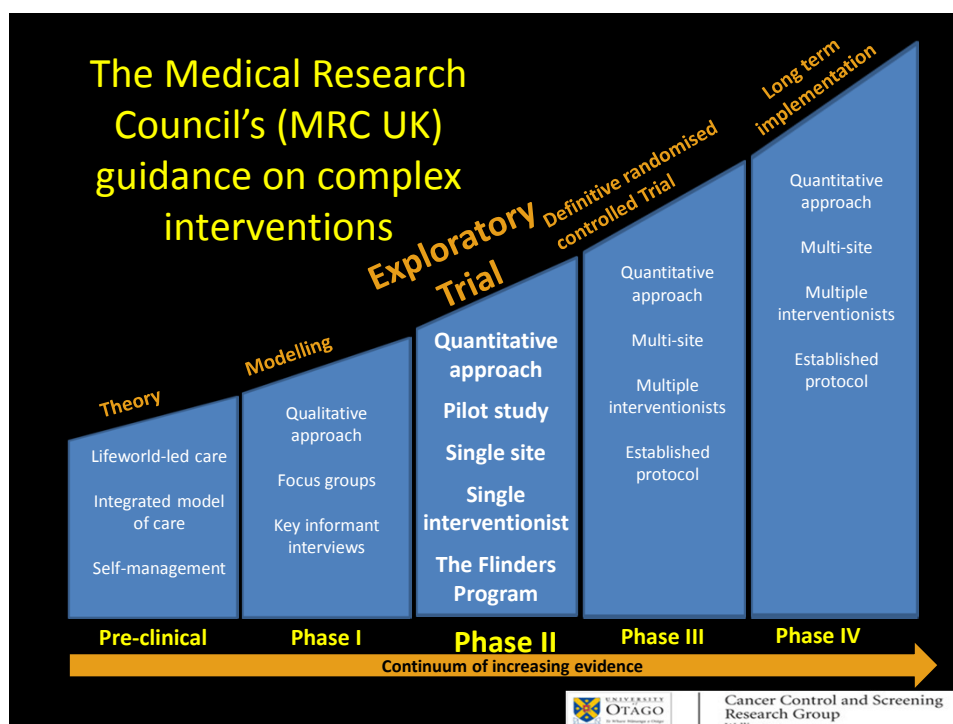 The Medical Research
Council's (MRC UK)
guidance on complex
interventions
Theory
Lifeworld-led care
Integrated model
of care
Self-management
Pre-clinical
Modelling
Qualitative
approach
Focus groups
Key informant
interviews
Phase I
Exploratory
Trial
Quantitative
approach
Pilot study
Single site
Single
interventionist
The Flinders
Program
Phase II
Definitive randomised
controlled Trial
Quantitative
approach
Multi-site
Multiple
interventionists
Established
protocol
Phase III
Long term
implementation
Quantitative
approach
Multi-site
Multiple
interventionists
Established
protocol
Phase IV
Continuum of increasing evidence
UNIVERSITY
OTAGO
Cancer Control and Screening
Research Group